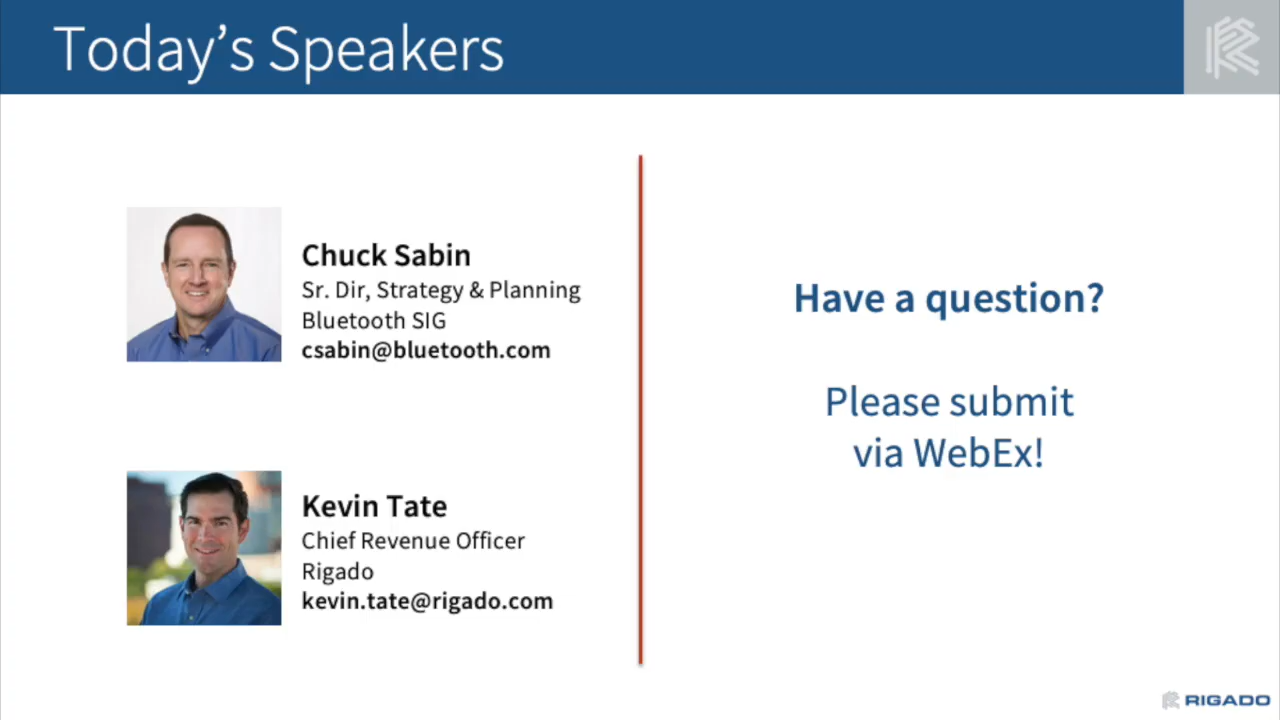 Today's Speakers
Chuck Sabin
Sr. Dir, Strategy & Planning
Bluetooth SIG
csabin@bluetooth.com
Kevin Tate
Chief Revenue Officer
Rigado
kevin.tate@rigado.com
Have a question?
Please submit
via WebEx!
RIGADO